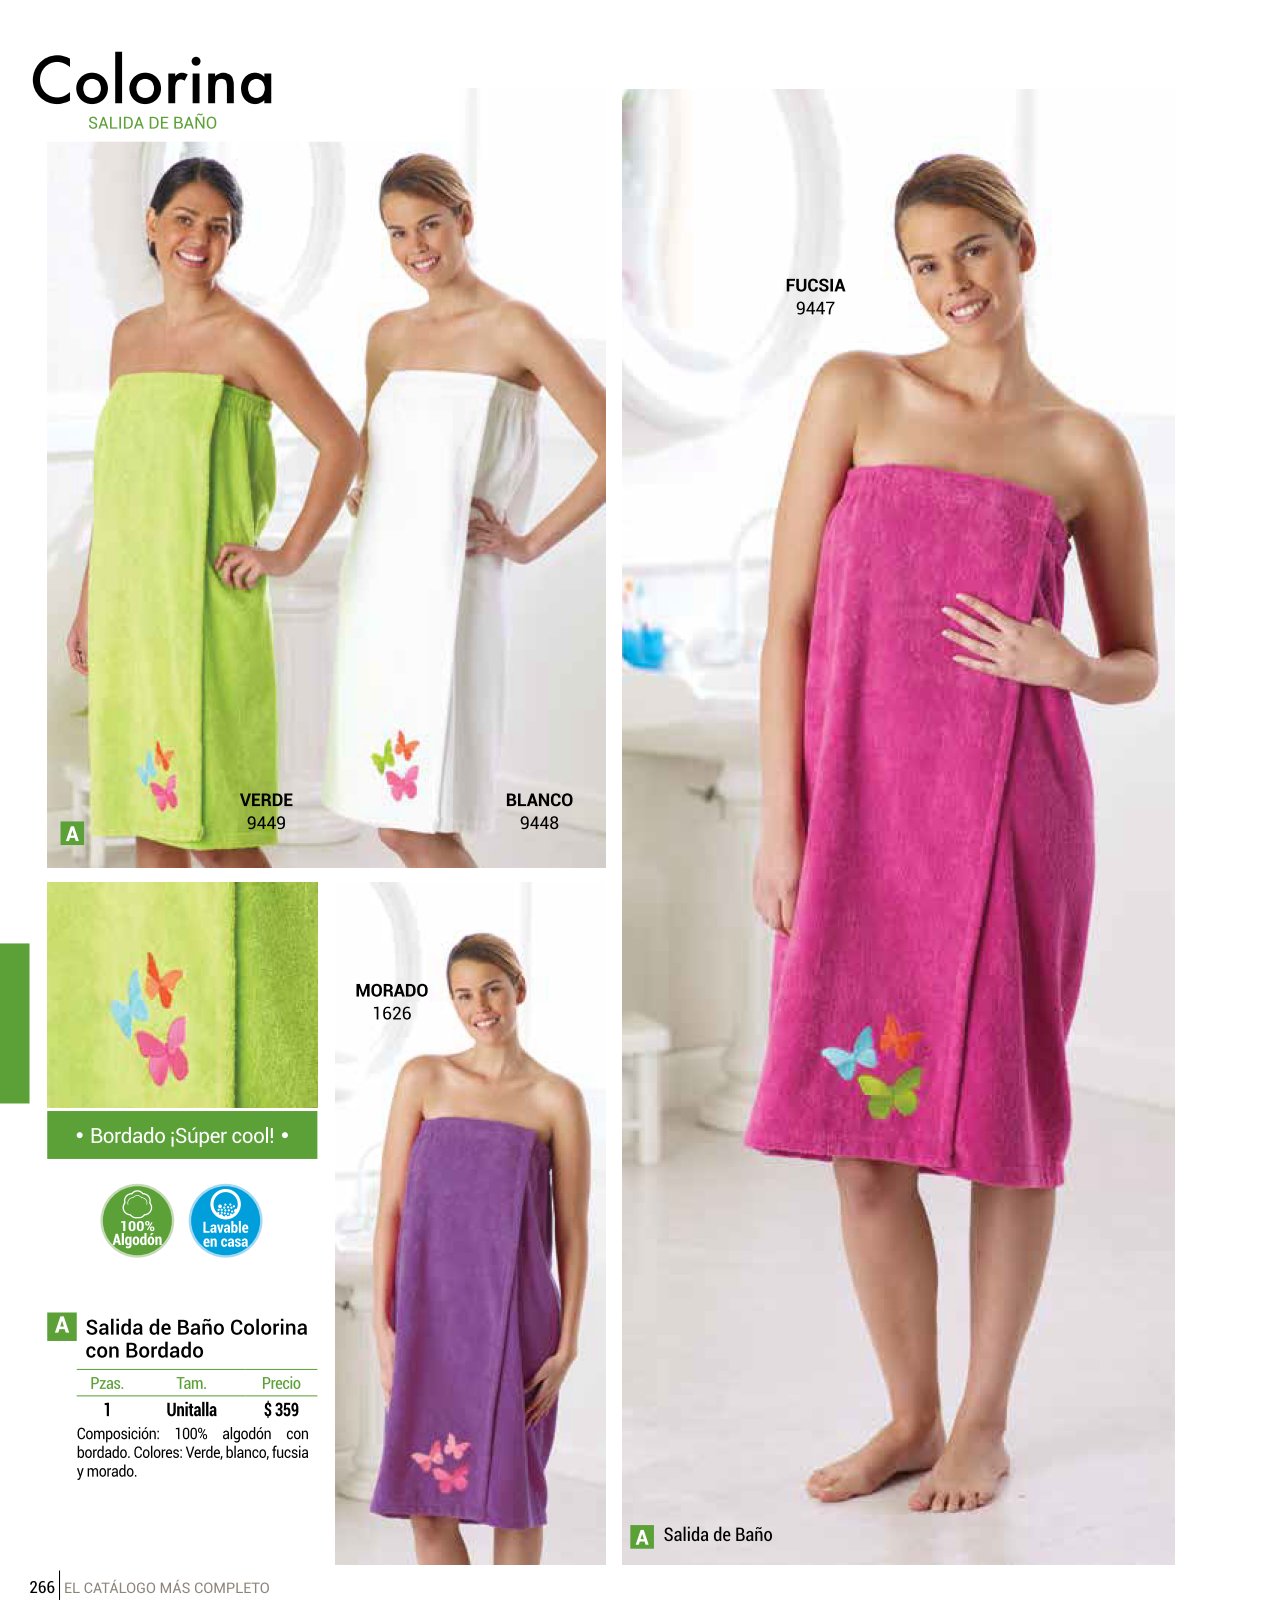 Colorina
SALIDA DE BAÑO
FUCSIA
9447
VERDE
9449
BLANCO
9448
A
MORADO
1626
• Bordado ¡Súper cool! •
100%
Algodón
Lavable
en casa
A Salida de Baño Colorina
con Bordado
Pzas. Tam. Precio
1 Unitalla $ 359
Composición: 100% algodón con
bordado. Colores: Verde, blanco, fucsia
y morado.
A Salida de Baño
266 EL CATÁLOGO MÁS COMPLETO